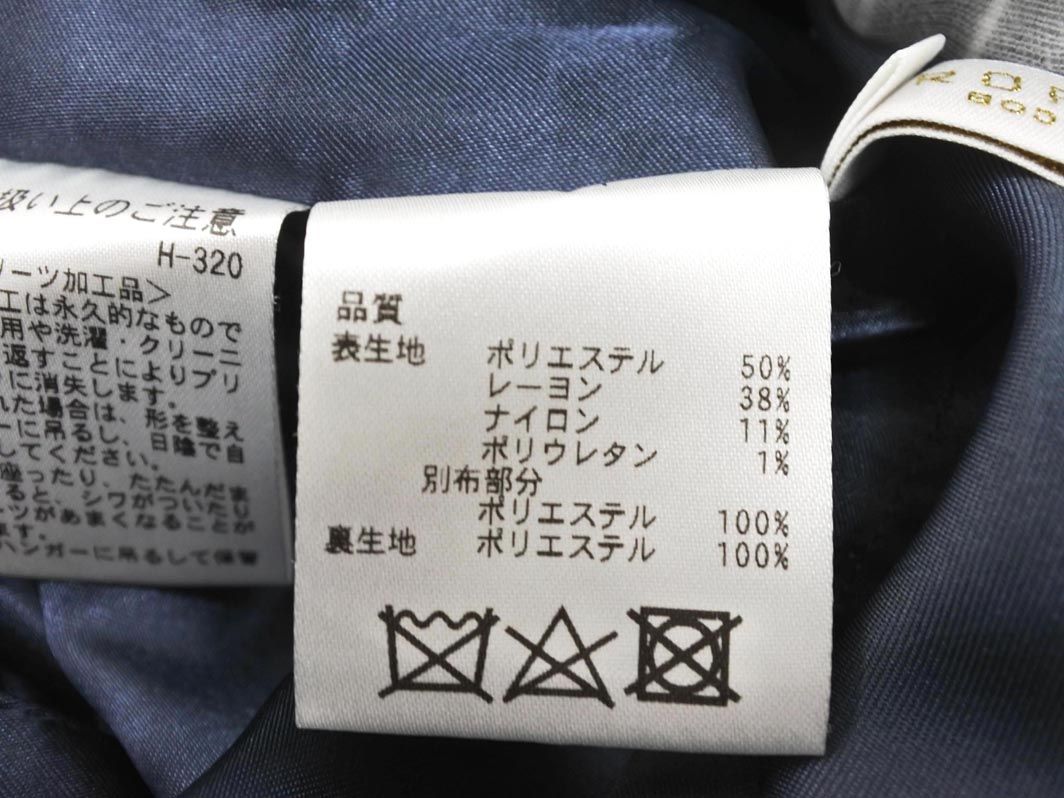 扱い上のご注意
H-320
ーツ加工品＞
工は永久的なもので
用や洗濯・クリーニ
返すことによりプリ
に消失します。
れた場合は、形を整え
ーに吊るし、日陰で自
してください。
座ったり、たたんだま
ると、シワがついたり
ツがあまくなることが
ます。
ハンガーに吊るして保管
品質
表生地 ポリエステル 50%
レーヨン 38%
ナイロン 11%
ポリウレタン 1%
別布部分
ポリエステル 100%
裏生地 ポリエステル 100%